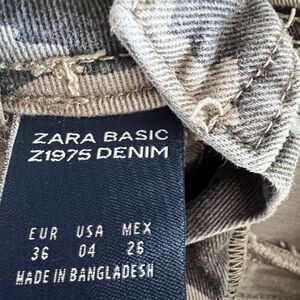 ZARA BASIC
Z1975 DENIM
EUR USA MEX
36 04 26
MADE IN BANGLADESH